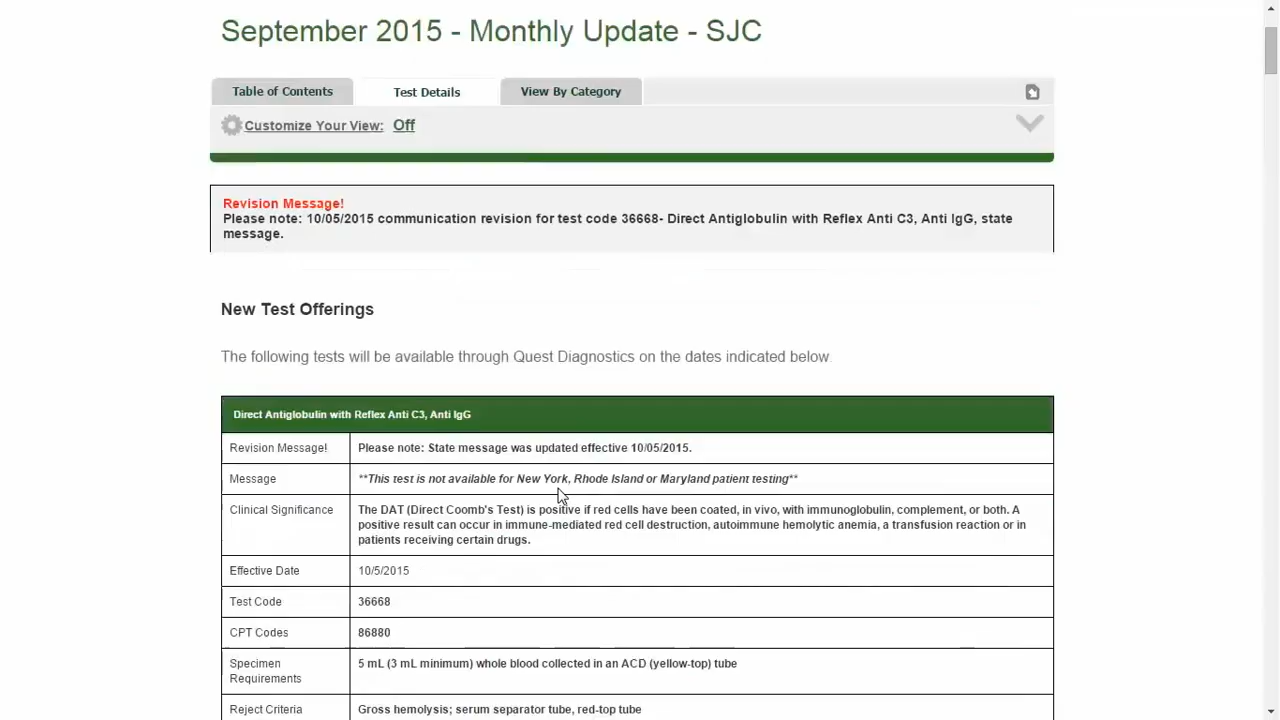 September 2015 - Monthly Update - SJC
Table of Contents
Test Details
View By Category
Customize Your View: Off
Revision Message!
Please note: 10/05/2015 communication revision for test code 36668- Direct Antiglobulin with Reflex Anti C3, Anti IgG, state
message.
New Test Offerings
The following tests will be available through Quest Diagnostics on the dates indicated below.
Direct Antiglobulin with Reflex Anti C3, Anti IgG
Revision Message! Please note: State message was updated effective 10/05/2015.
Message **This test is not available for New York, Rhode Island or Maryland patient testing**
Clinical Significance The DAT (Direct Coomb's Test) is positive if red cells have been coated, in vivo, with immunoglobulin, complement, or both. A
positive result can occur in immune-mediated red cell destruction, autoimmune hemolytic anemia, a transfusion reaction or in
patients receiving certain drugs.
Effective Date 10/5/2015
Test Code 36668
CPT Codes 86880
Specimen 5 mL (3 mL minimum) whole blood collected in an ACD (yellow-top) tube
Requirements
Reject Criteria Gross hemolysis; serum separator tube, red-top tube